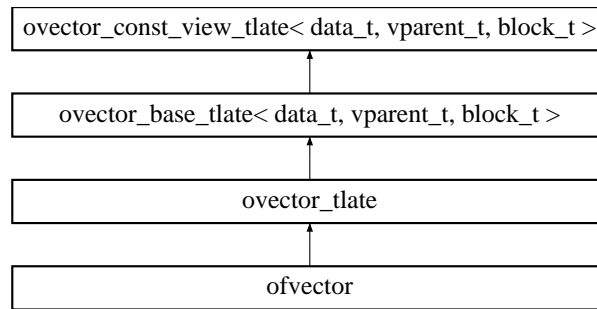 ovector_const_view_tlate< data_t, vparent_t, block_t >
ovector_base_tlate< data_t, vparent_t, block_t >
ovector_tlate
ofvector